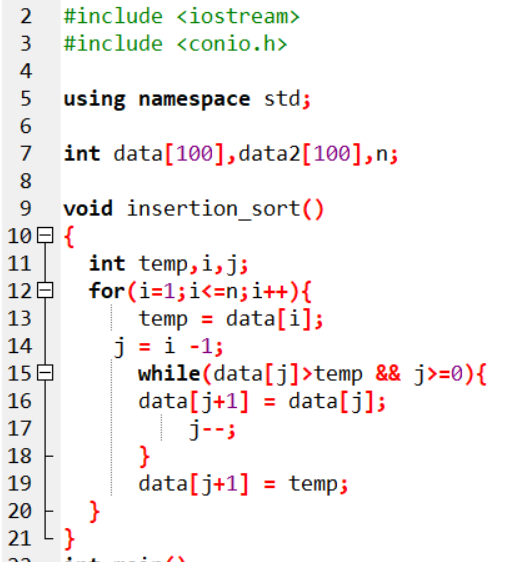 2 #include <iostream>
3 #include <conio.h>
4
5 using namespace std;
6
7 int data[100],data2[100],n;
8
9 void insertion_sort()
10 {
11 int temp,i,j;
12 for(i=1;i<=n;i++){
13 temp = data[i];
14 j = i -1;
15 while(data[j]>temp && j>=0){
16 data[j+1] = data[j];
17 j--;
18 }
19 data[j+1] = temp;
20 }
21 }